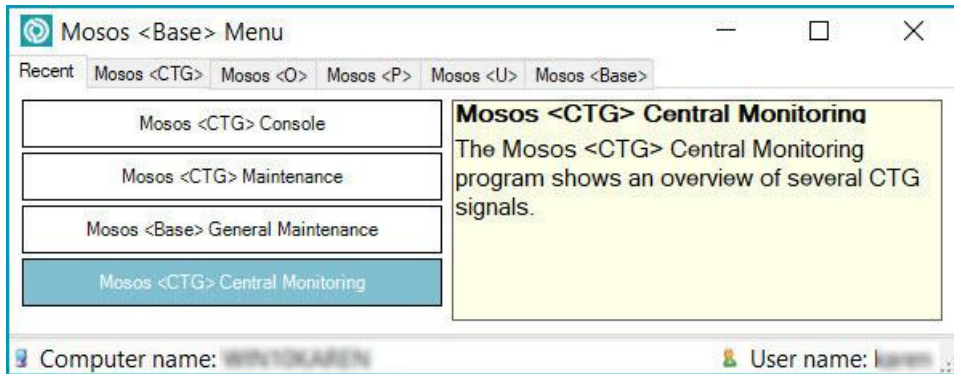 Mosos <Base> Menu
Recent Mosos <CTG> Mosos <O> Mosos <P> Mosos <U> Mosos <Base>
Mosos <CTG> Console
Mosos <CTG> Maintenance
Mosos <Base> General Maintenance
Mosos <CTG> Central Monitoring
Mosos <CTG> Central Monitoring
The Mosos <CTG> Central Monitoring
program shows an overview of several CTG
signals.
Computer name: User name: